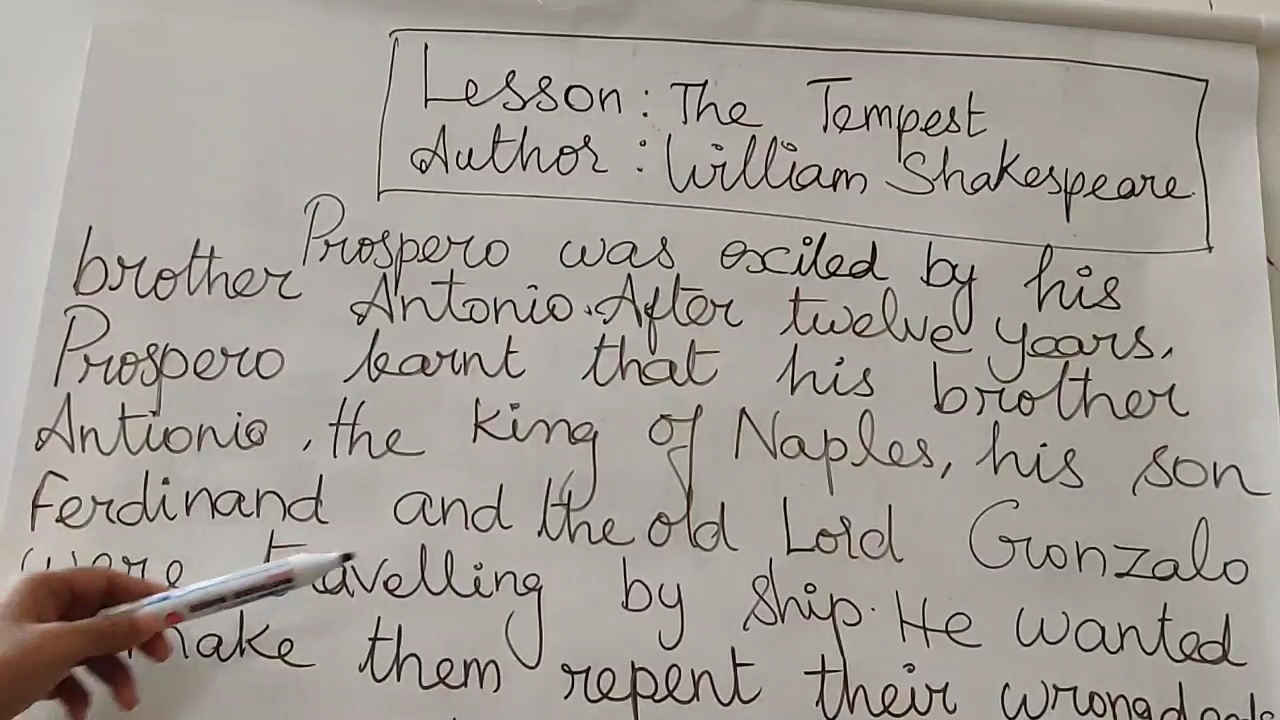 Lesson: The Tempest
Author: William Shakespeare
Prospero was exiled by his
brother Antonio. After twelve years,
Prospero learnt that his brother
Antionio, the King of Naples, his son
Ferdinand and the old Lord Gonzalo
were travelling by ship. He wanted
make them repent their